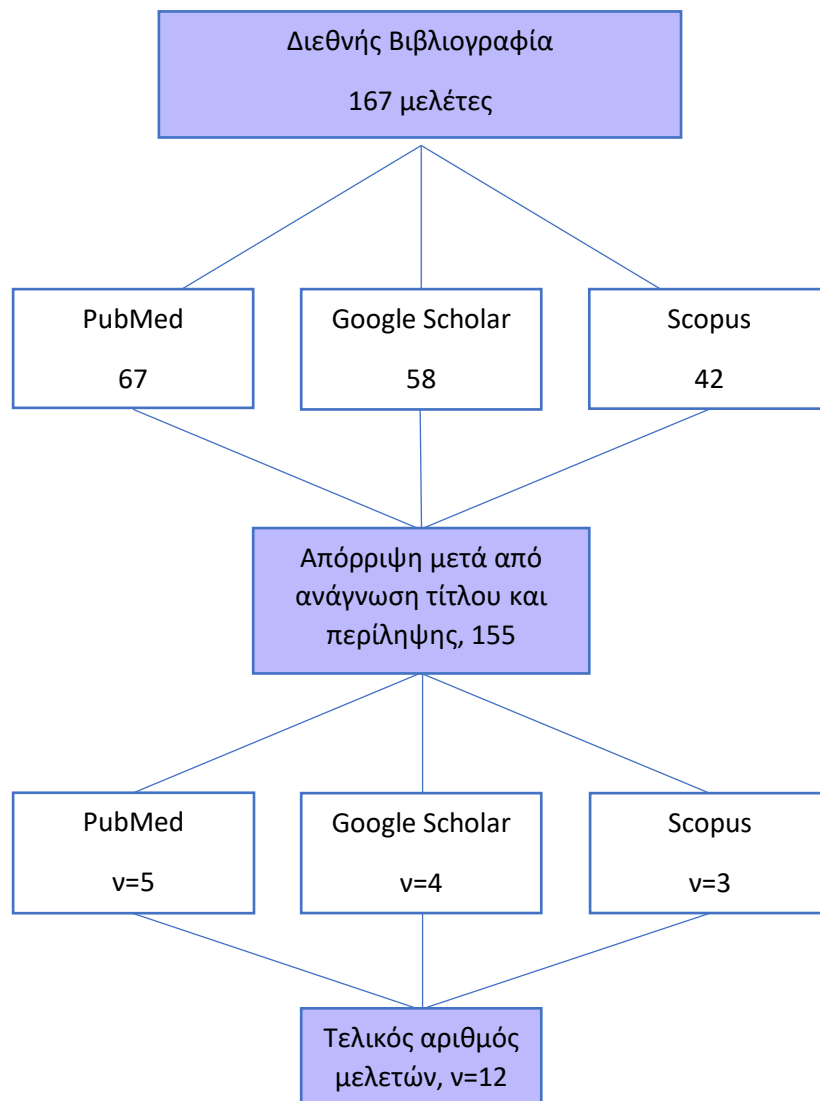 Διεθνής Βιβλιογραφία
167 μελέτες
PubMed
67
Google Scholar
58
Scopus
42
Απόρριψη μετά από
ανάγνωση τίτλου και
περίληψης, 155
PubMed
ν=5
Google Scholar
ν=4
Scopus
ν=3
Τελικός αριθμός
μελετών, ν=12